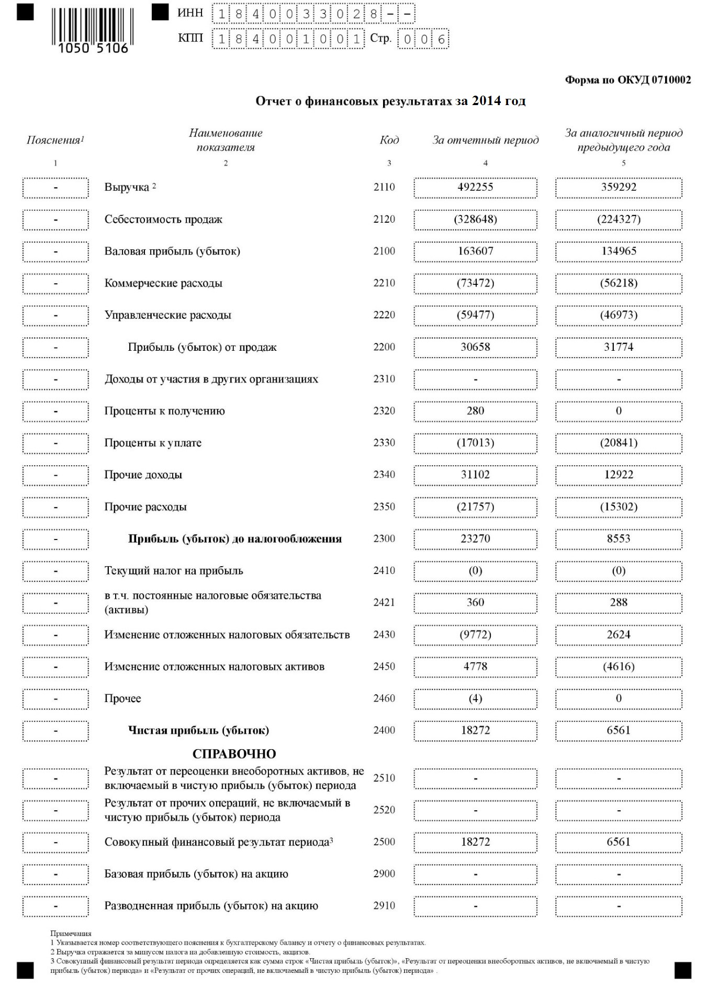 ИНН 1840033028--
КПП 184001001 Стр. 006
1050 5106
Форма по ОКУД 0710002
Отчет о финансовых результатах за 2014 год
Пояснения1 Наименование показателя Код За отчетный период За аналогичный период предыдущего года
1 2 3 4 5
- Выручка 2 2110 492255 359292
- Себестоимость продаж 2120 (328648) (224327)
- Валовая прибыль (убыток) 2100 163607 134965
- Коммерческие расходы 2210 (73472) (56218)
- Управленческие расходы 2220 (59477) (46973)
- Прибыль (убыток) от продаж 2200 30658 31774
- Доходы от участия в других организациях 2310 - -
- Проценты к получению 2320 280 0
- Проценты к уплате 2330 (17013) (20841)
- Прочие доходы 2340 31102 12922
- Прочие расходы 2350 (21757) (15302)
- Прибыль (убыток) до налогообложения 2300 23270 8553
- Текущий налог на прибыль 2410 (0) (0)
- в т.ч. постоянные налоговые обязательства (активы) 2421 360 288
- Изменение отложенных налоговых обязательств 2430 (9772) 2624
- Изменение отложенных налоговых активов 2450 4778 (4616)
- Прочее 2460 (4) 0
- Чистая прибыль (убыток) 2400 18272 6561
СПРАВОЧНО
- Результат от переоценки внеоборотных активов, не включаемый в чистую прибыль (убыток) периода 2510 - -
- Результат от прочих операций, не включаемый в чистую прибыль (убыток) периода 2520 - -
- Совокупный финансовый результат периода3 2500 18272 6561
- Базовая прибыль (убыток) на акцию 2900 - -
- Разводненная прибыль (убыток) на акцию 2910 - -
Примечания
1 Указывается номер соответствующего пояснения к бухгалтерскому балансу и отчету о финансовых результатах.
2 Выручка отражается за минусом налога на добавленную стоимость, акцизов.
3 Совокупный финансовый результат периода определяется как сумма строк «Чистая прибыль (убыток)», «Результат от переоценки внеоборотных активов, не включаемый в чистую
прибыль (убыток) периода» и «Результат от прочих операций, не включаемый в чистую прибыль (убыток) периода» .